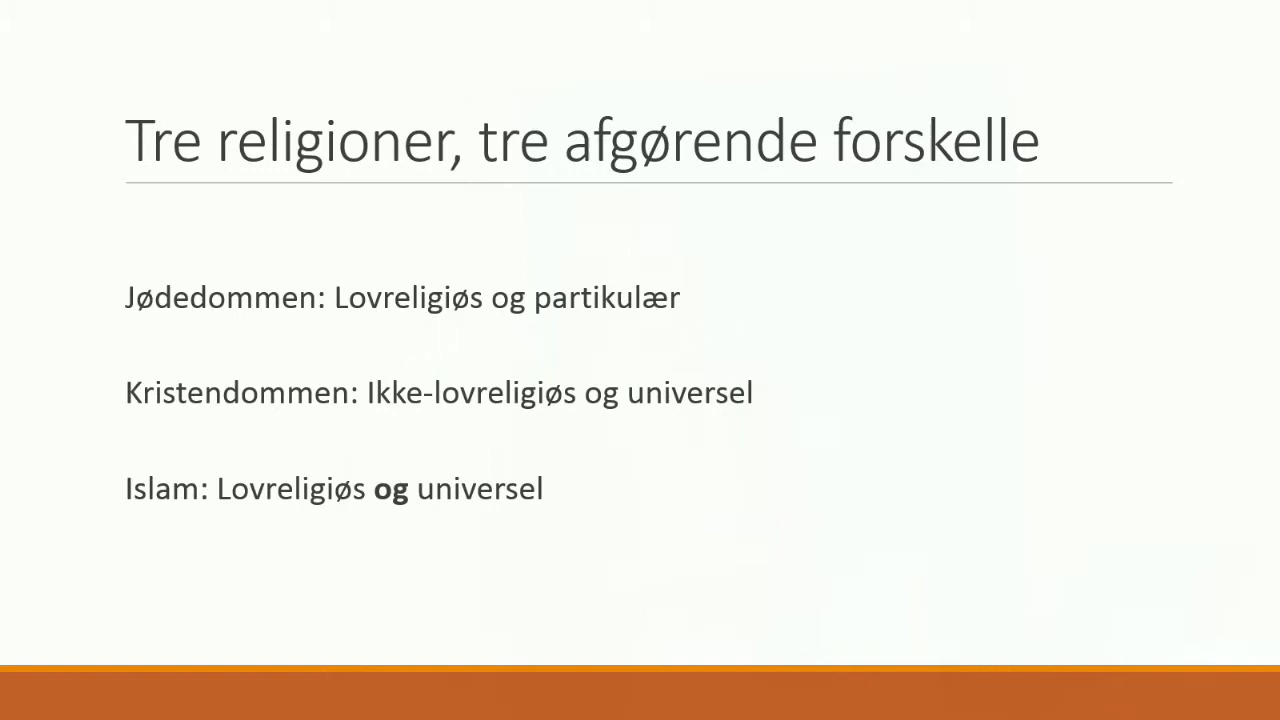 Tre religioner, tre afgørende forskelle
Jødedommen: Lovreligiøs og partikulær
Kristendommen: Ikke-lovreligiøs og universel
Islam: Lovreligiøs og universel